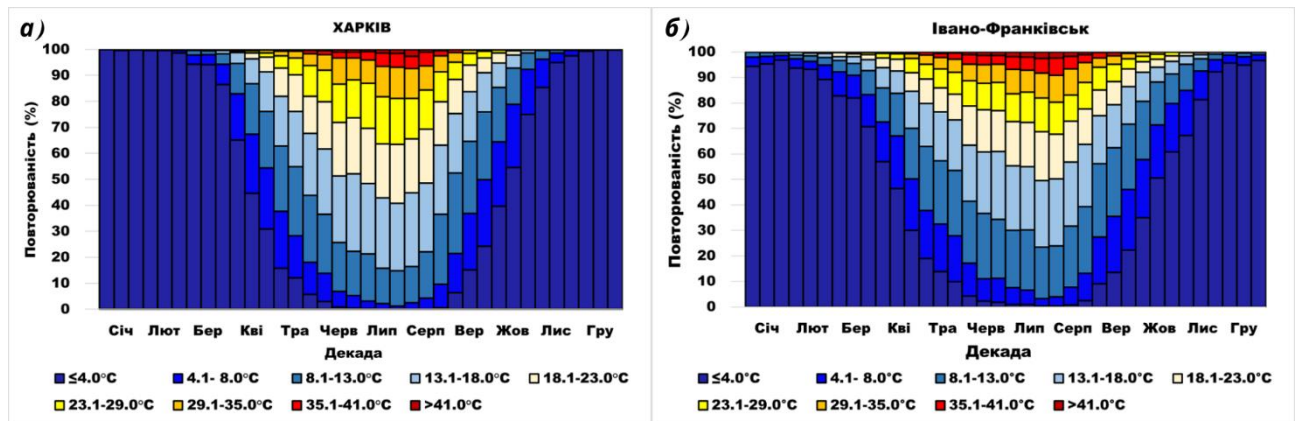 а)
ХАРКІВ
Повторюваність (%)
100
90
80
70
60
50
40
30
20
10
0
Січ Лют Бер Кві Тра Черв Лип Серп Вер Жов Лис Гру
Декада
≤4.0°C 4.1- 8.0°C 8.1-13.0°C 13.1-18.0°C 18.1-23.0°C
23.1-29.0°C 29.1-35.0°C 35.1-41.0°C >41.0°C
б)
Івано-Франківськ
Повторюваність (%)
100
90
80
70
60
50
40
30
20
10
0
Січ Лют Бер Кві Тра Черв Лип Серп Вер Жов Лис Гру
Декада
≤4.0°C 4.1- 8.0°C 8.1-13.0°C 13.1-18.0°C 18.1-23.0°C
23.1-29.0°C 29.1-35.0°C 35.1-41.0°C >41.0°C